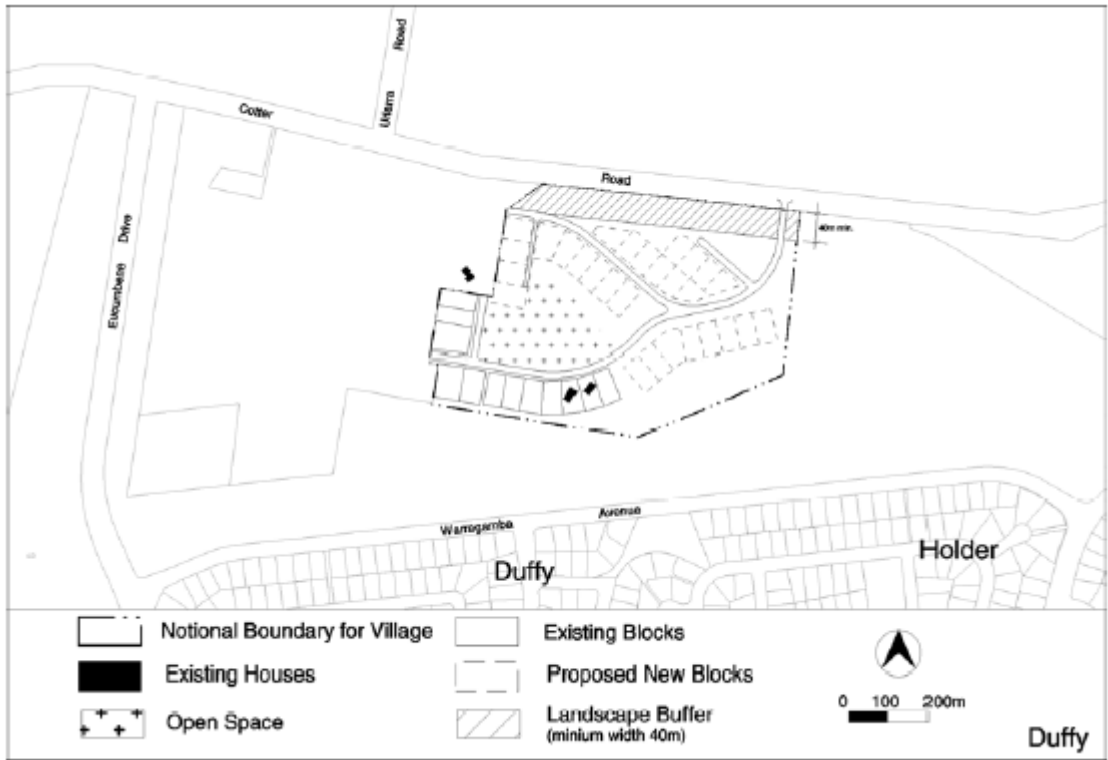 Uriarra Road
Cotter
Road
40m min.
Eucumbene Drive
Warragamba Avenue
Duffy
Holder
Notional Boundary for Village
Existing Blocks
Existing Houses
Proposed New Blocks
Open Space
Landscape Buffer
(minium width 40m)
0 100 200m
Duffy